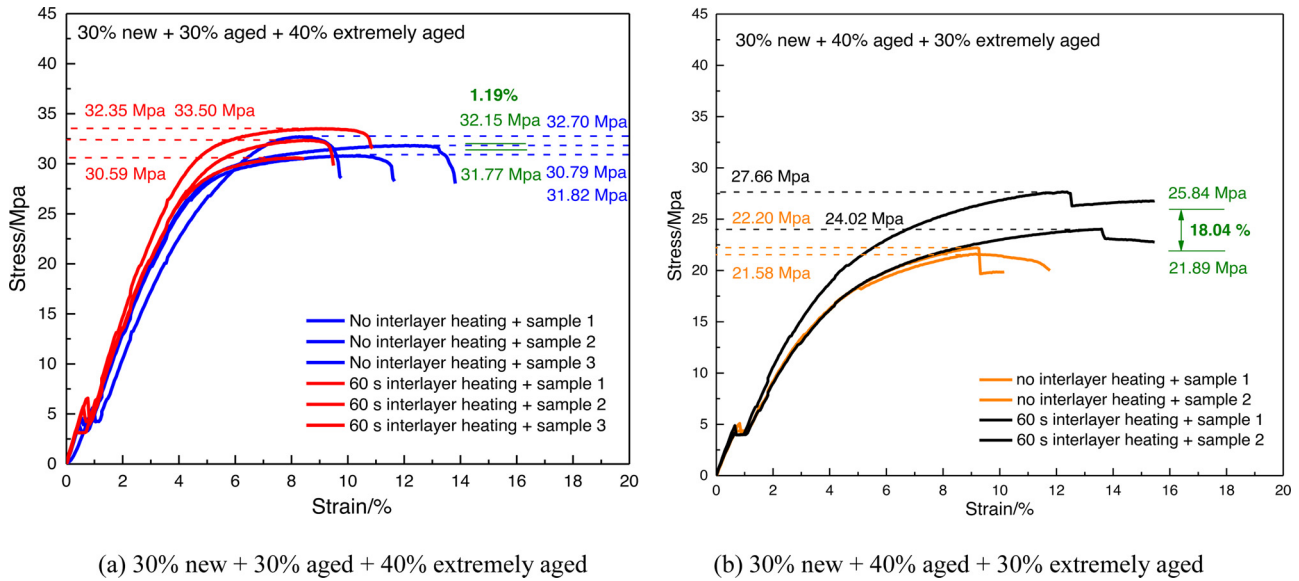 30% new + 30% aged + 40% extremely aged
45
40
35
30
25
20
15
10
5
0
Stress/Mpa
32.35 Mpa 33.50 Mpa
30.59 Mpa
1.19%
32.15 Mpa
32.70 Mpa
31.77 Mpa
30.79 Mpa
31.82 Mpa
No interlayer heating + sample 1
No interlayer heating + sample 2
No interlayer heating + sample 3
60 s interlayer heating + sample 1
60 s interlayer heating + sample 2
60 s interlayer heating + sample 3
0 2 4 6 8 10 12 14 16 18 20
Strain/%
(a) 30% new + 30% aged + 40% extremely aged
30% new + 40% aged + 30% extremely aged
45
40
35
30
25
20
15
10
5
0
Stress/Mpa
27.66 Mpa
22.20 Mpa
24.02 Mpa
21.58 Mpa
25.84 Mpa
18.04 %
21.89 Mpa
no interlayer heating + sample 1
no interlayer heating + sample 2
60 s interlayer heating + sample 1
60 s interlayer heating + sample 2
0 2 4 6 8 10 12 14 16 18 20
Strain/%
(b) 30% new + 40% aged + 30% extremely aged